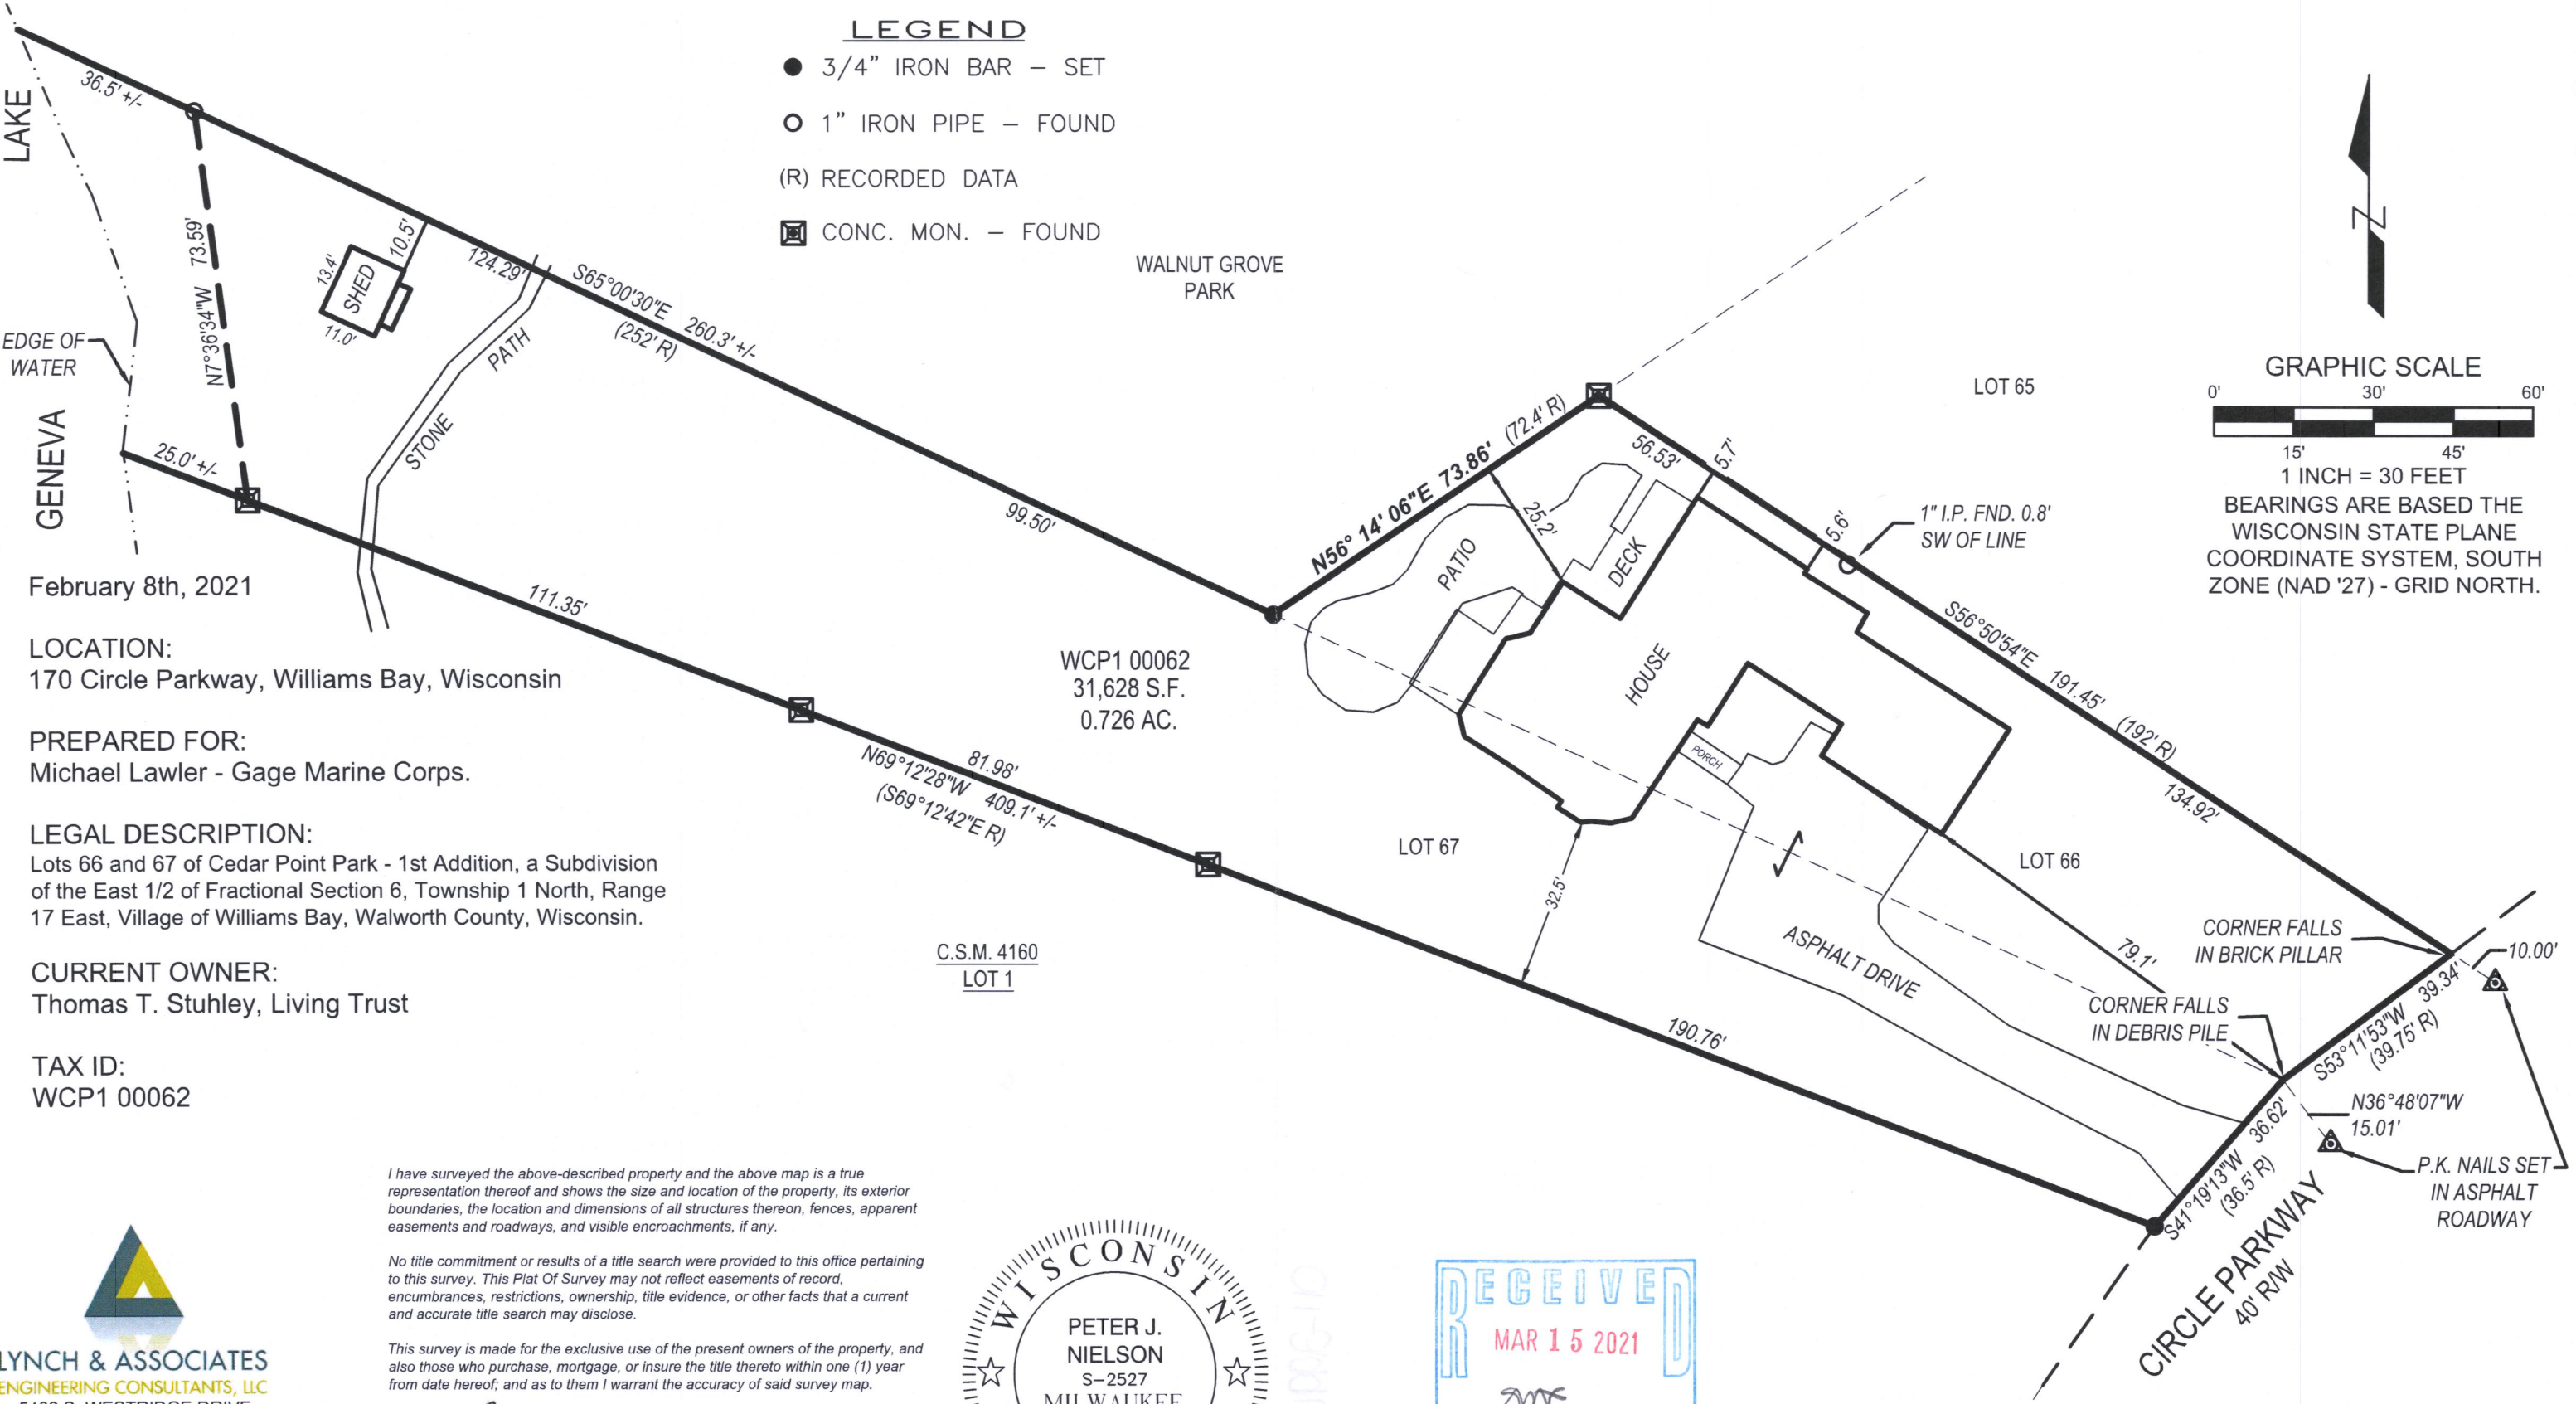 LEGEND
3/4" IRON BAR – SET
1" IRON PIPE – FOUND
(R) RECORDED DATA
CONC. MON. – FOUND
LAKE
GENEVA
36.5' +/-
N7°36'34"W 73.59'
EDGE OF
WATER
25.0' +/-
13.4'
SHED
11.0'
10.5'
124.29'
S65°00'30"E 260.3' +/-
(252' R)
STONE
PATH
99.50'
111.35'
WALNUT GROVE
PARK
N56° 14' 06"E 73.86'
(72.4' R)
56.53'
5.7'
25.2'
5.6'
1" I.P. FND. 0.8'
SW OF LINE
LOT 65
GRAPHIC SCALE
0' 30' 60'
15' 45'
1 INCH = 30 FEET
BEARINGS ARE BASED THE
WISCONSIN STATE PLANE
COORDINATE SYSTEM, SOUTH
ZONE (NAD '27) - GRID NORTH.
N
PATIO
DECK
HOUSE
PORCH
S56°50'54"E 191.45' (192' R)
134.92'
WCP1 00062
31,628 S.F.
0.726 AC.
81.98'
N69°12'28"W 409.1' +/-
(S69°12'42"E R)
LOT 67
32.5'
LOT 66
79.1'
ASPHALT DRIVE
190.76'
C.S.M. 4160
LOT 1
CORNER FALLS
IN BRICK PILLAR
10.00'
CORNER FALLS
IN DEBRIS PILE
S53°11'53"W 39.34'
(39.75' R)
N36°48'07"W
15.01'
S41°19'13"W 36.62'
(36.5' R)
P.K. NAILS SET
IN ASPHALT
ROADWAY
CIRCLE PARKWAY
40' R/W
February 8th, 2021
LOCATION:
170 Circle Parkway, Williams Bay, Wisconsin
PREPARED FOR:
Michael Lawler - Gage Marine Corps.
LEGAL DESCRIPTION:
Lots 66 and 67 of Cedar Point Park - 1st Addition, a Subdivision
of the East 1/2 of Fractional Section 6, Township 1 North, Range
17 East, Village of Williams Bay, Walworth County, Wisconsin.
CURRENT OWNER:
Thomas T. Stuhley, Living Trust
TAX ID:
WCP1 00062
I have surveyed the above-described property and the above map is a true
representation thereof and shows the size and location of the property, its exterior
boundaries, the location and dimensions of all structures thereon, fences, apparent
easements and roadways, and visible encroachments, if any.
No title commitment or results of a title search were provided to this office pertaining
to this survey. This Plat Of Survey may not reflect easements of record,
encumbrances, restrictions, ownership, title evidence, or other facts that a current
and accurate title search may disclose.
This survey is made for the exclusive use of the present owners of the property, and
also those who purchase, mortgage, or insure the title thereto within one (1) year
from date hereof; and as to them I warrant the accuracy of said survey map.
LYNCH & ASSOCIATES
ENGINEERING CONSULTANTS, LLC
WISCONSIN
PETER J.
NIELSON
S-2527
MILWAUKEE
RECEIVED
MAR 15 2021